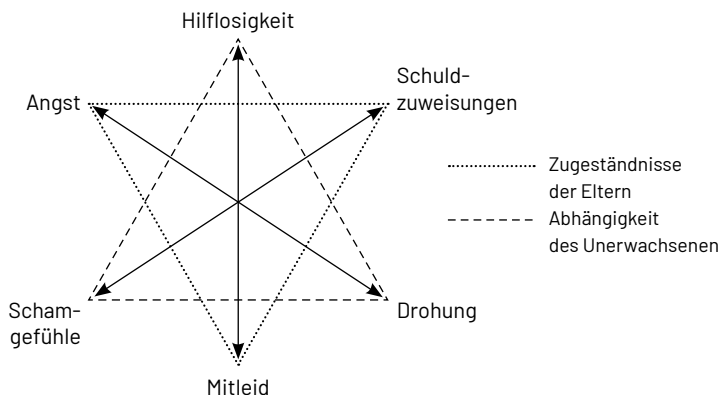 Hilflosigkeit
Schuld-
zuweisungen
Angst
Zugeständnisse
der Eltern
Abhängigkeit
des Unerwachsenen
Scham-
gefühle
Drohung
Mitleid